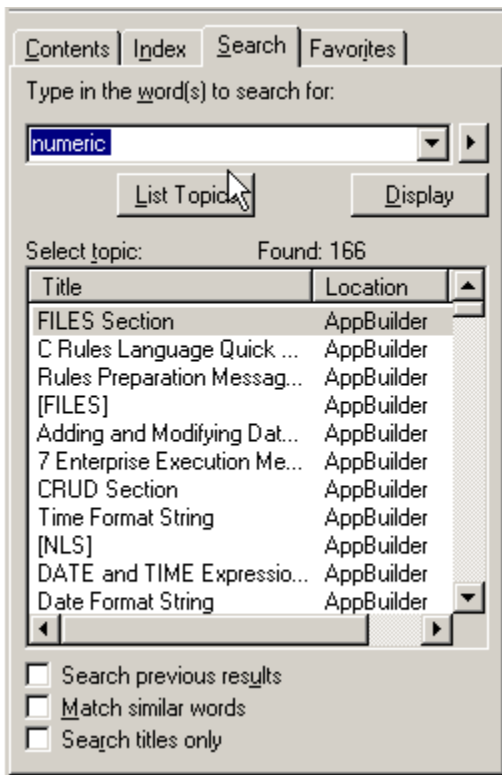 Contents Index Search Favorites
Type in the word(s) to search for:
numeric
List Topics Display
Select topic: Found: 166
Title Location
FILES Section AppBuilder
C Rules Language Quick ... AppBuilder
Rules Preparation Messag... AppBuilder
[FILES] AppBuilder
Adding and Modifying Dat... AppBuilder
7 Enterprise Execution Me... AppBuilder
CRUD Section AppBuilder
Time Format String AppBuilder
[NLS] AppBuilder
DATE and TIME Expressio... AppBuilder
Date Format String AppBuilder
Search previous results
Match similar words
Search titles only